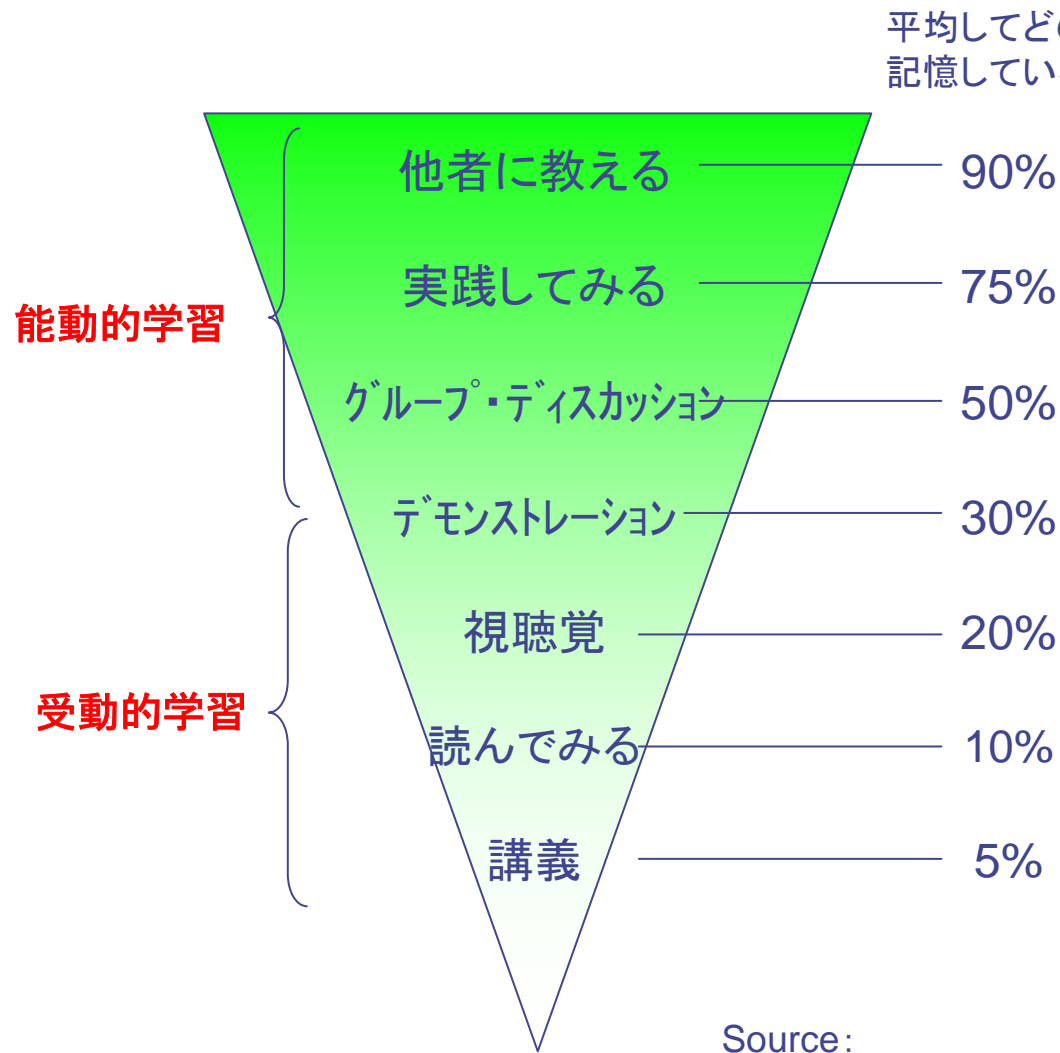 平均してどの
記憶してい
他者に教える 90%
実践してみる 75%
能動的学習
グループ・ディスカッション 50%
デモンストレーション 30%
視聴覚 20%
受動的学習
読んでみる 10%
講義 5%
Source: